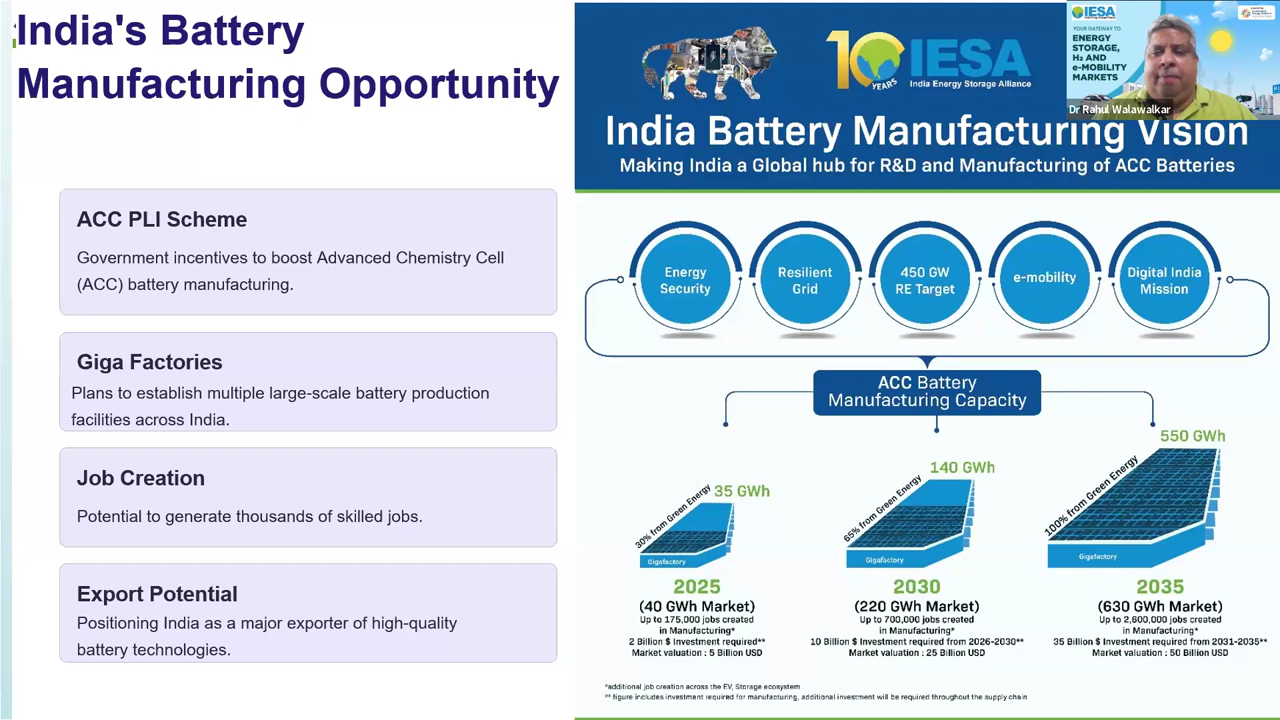 India's Battery
Manufacturing Opportunity
ACC PLI Scheme
Government incentives to boost Advanced Chemistry Cell
(ACC) battery manufacturing.
Giga Factories
Plans to establish multiple large-scale battery production
facilities across India.
Job Creation
Potential to generate thousands of skilled jobs.
Export Potential
Positioning India as a major exporter of high-quality
battery technologies.
10 YEARS
IESA
India Energy Storage Alliance
IESA
YOUR GATEWAY TO
ENERGY
STORAGE,
H₂ AND
e-MOBILITY
MARKETS
Dr Rahul Walawalkar
India Battery Manufacturing Vision
Making India a Global hub for R&D and Manufacturing of ACC Batteries
Energy
Security
Resilient
Grid
450 GW
RE Target
e-mobility
Digital India
Mission
ACC Battery
Manufacturing Capacity
30% from Green Energy
35 GWh
Gigafactory
2025
(40 GWh Market)
Up to 175,000 jobs created
in Manufacturing*
2 Billion $ Investment required**
Market valuation : 5 Billion USD
65% from Green Energy
140 GWh
Gigafactory
2030
(220 GWh Market)
Up to 700,000 jobs created
in Manufacturing*
10 Billion $ Investment required from 2026-2030**
Market valuation : 25 Billion USD
100% from Green Energy
550 GWh
Gigafactory
2035
(630 GWh Market)
Up to 2,600,000 jobs created
in Manufacturing*
35 Billion $ Investment required from 2031-2035**
Market valuation : 50 Billion USD
*additional job creation across the EV, Storage ecosystem
** figure includes investment required for manufacturing, additional investment will be required throughout the supply chain